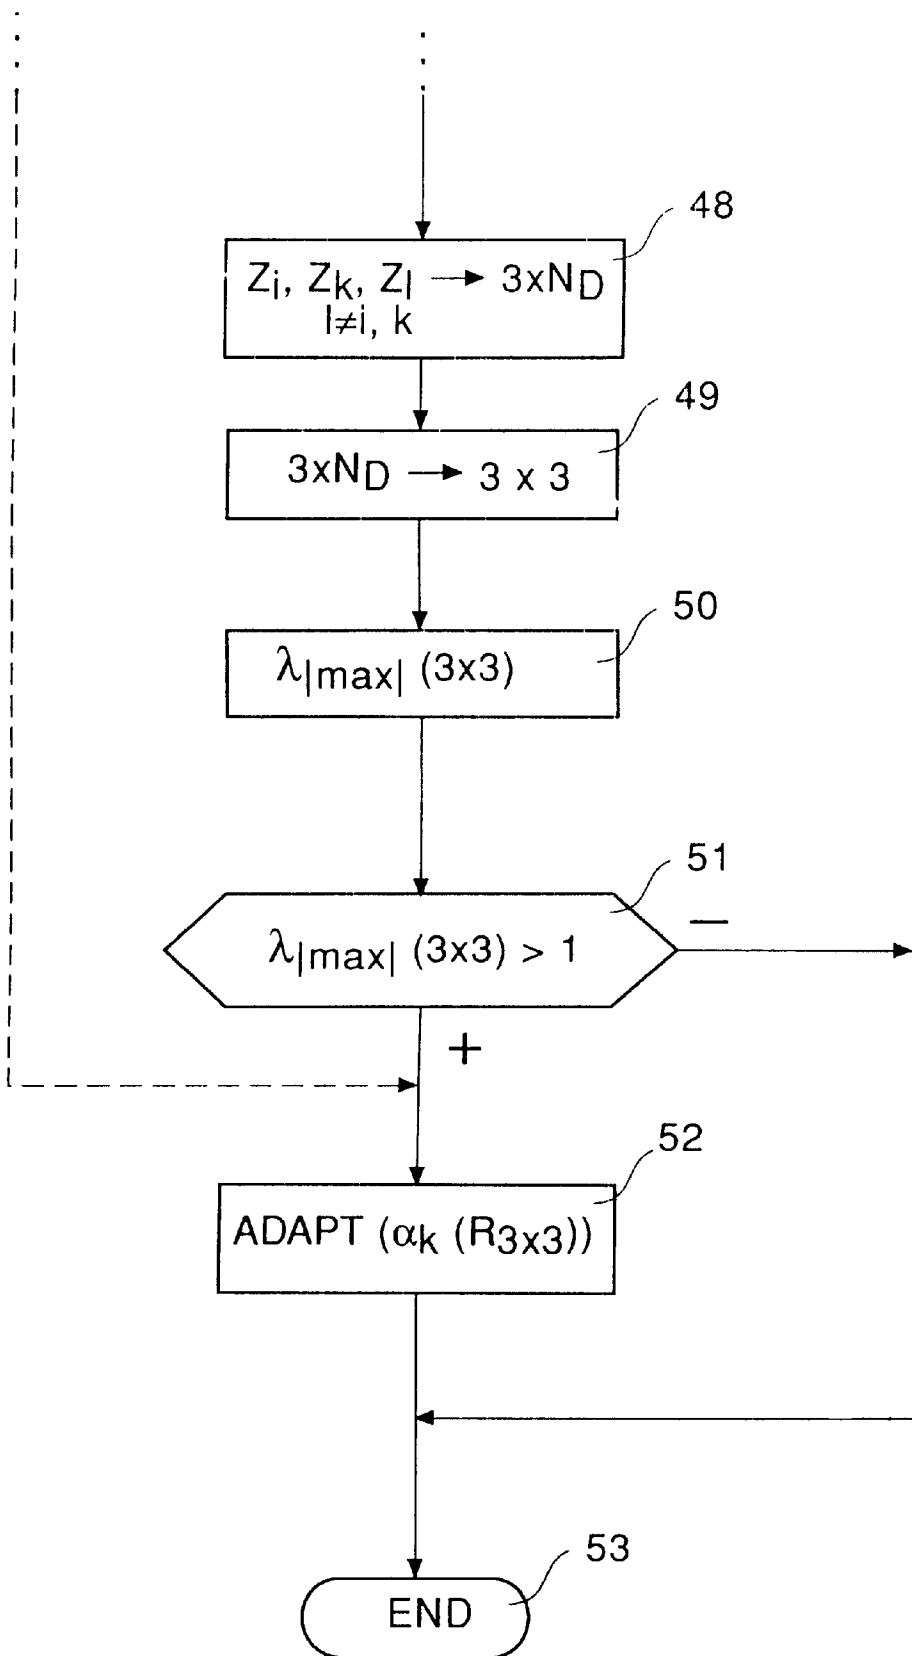 48
Zi, Zk, Zl → 3xND
l≠i, k
49
3xND → 3 x 3
50
λ|max| (3x3)
51
λ|max| (3x3) > 1
—
+
52
ADAPT (αk (R3x3))
53
END